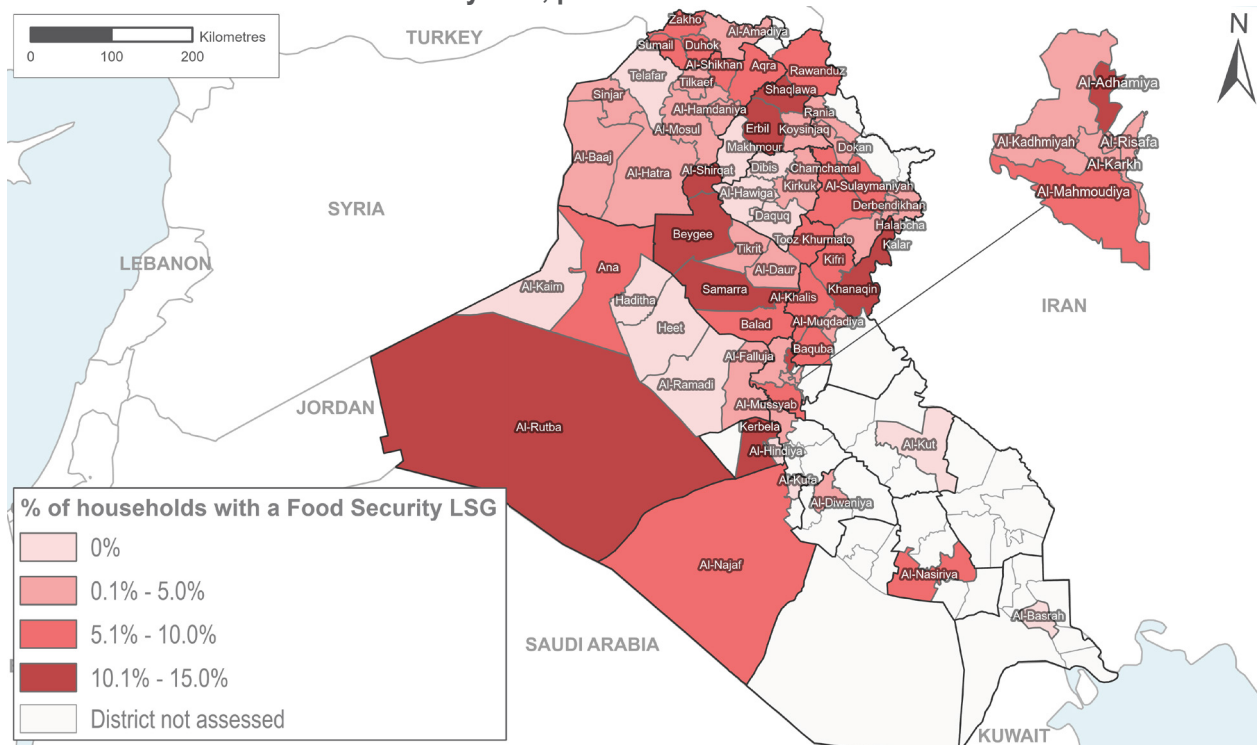 Kilometres
0 100 200
N
TURKEY
SYRIA
LEBANON
JORDAN
IRAN
SAUDI ARABIA
KUWAIT
Zakho
Al-Amadiya
Sumail
Duhok
Al-Shikhan
Aqra
Rawanduz
Telafar
Tilkaef
Shaqlawa
Sinjar
Al-Hamdaniya
Rania
Al-Mosul
Erbil
Koysinjaq
Makhmour
Dokan
Al-Baaj
Al-Hatra
Al-Shirqat
Dibis
Chamchamal
Al-Hawiga
Kirkuk
Al-Sulaymaniyah
Derbendikhan
Daquq
Halabcha
Beygee
Tikrit
Tooz Khurmato
Kalar
Kifri
Al-Daur
Ana
Al-Kaim
Haditha
Samarra
Al-Khalis
Khanaqin
Heet
Balad
Al-Muqdadiya
Baquba
Al-Falluja
Al-Ramadi
Al-Mussyab
Al-Rutba
Kerbela
Al-Hindiya
Al-Kut
Al-Kufa
Al-Diwaniya
Al-Najaf
Al-Nasiriya
Al-Basrah
Al-Adhamiya
Al-Kadhmiyah
Al-Risafa
Al-Karkh
Al-Mahmoudiya
% of households with a Food Security LSG
0%
0.1% - 5.0%
5.1% - 10.0%
10.1% - 15.0%
District not assessed